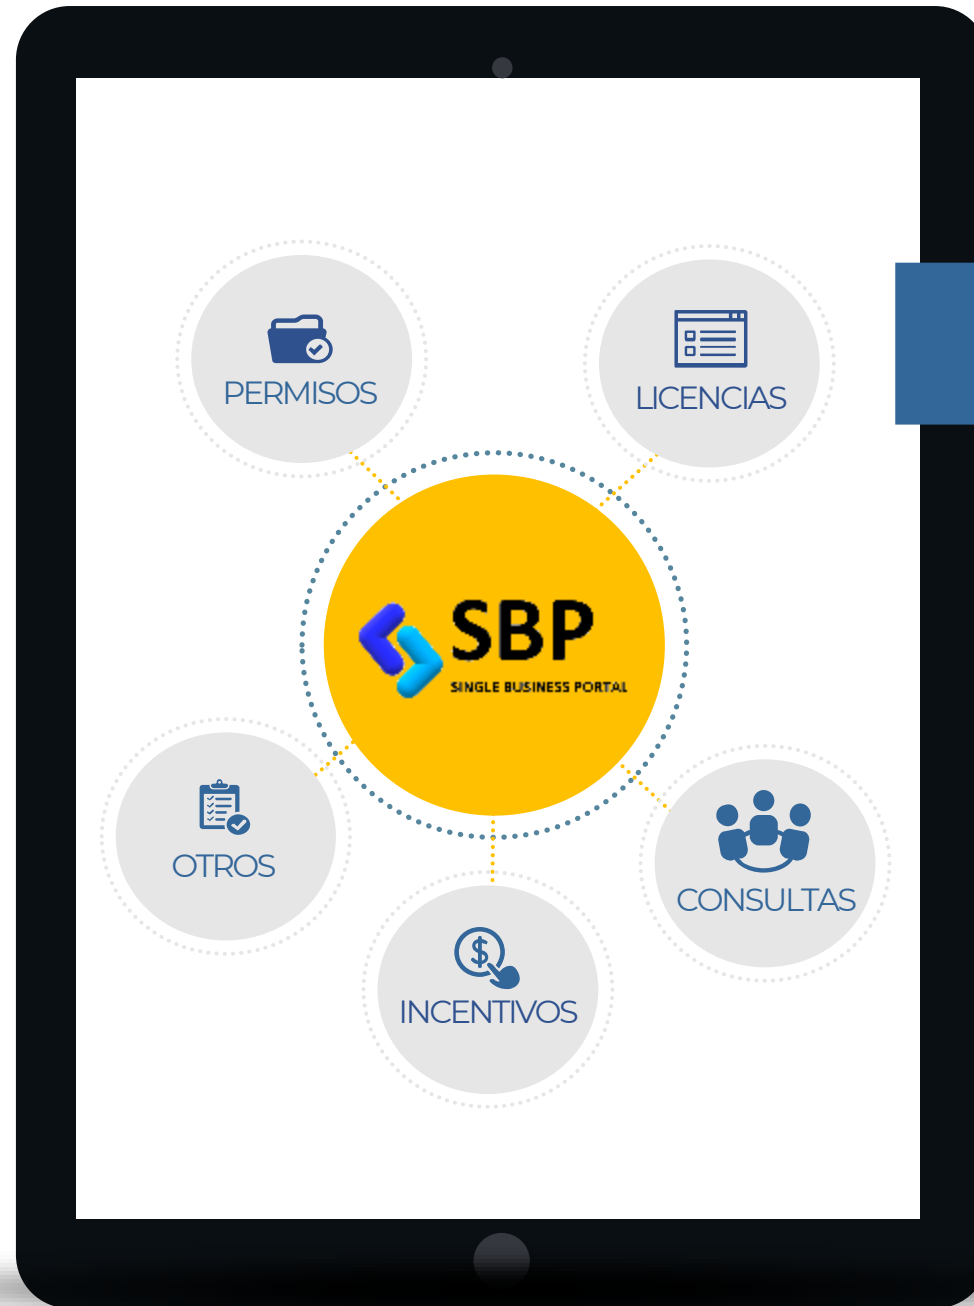 PERMISOS
LICENCIAS
SBP
SINGLE BUSINESS PORTAL
OTROS
CONSULTAS
INCENTIVOS